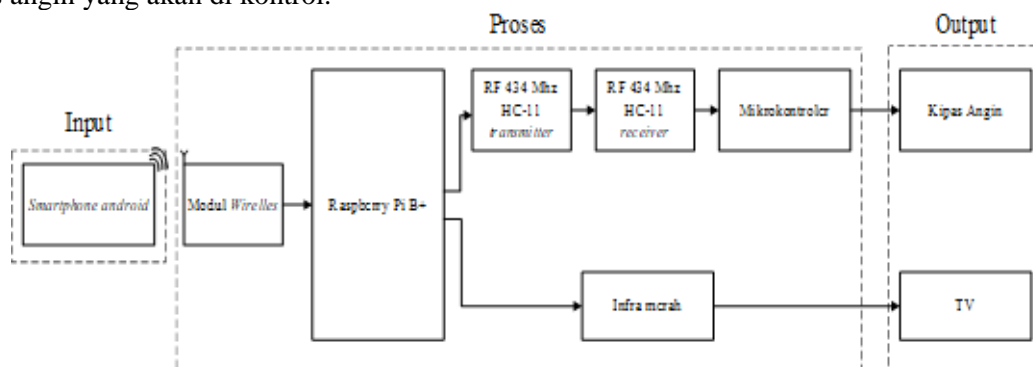 angin yang akan di kontrol.
Proses
Output
Input
RF 434 Mhz
HC-11
transmitter
RF 434 Mhz
HC-11
receiver
Mikrokontroler
Kipas Angin
Smartphone android
Modul Wirelles
Raspberry Pi B+
Infra merah
TV